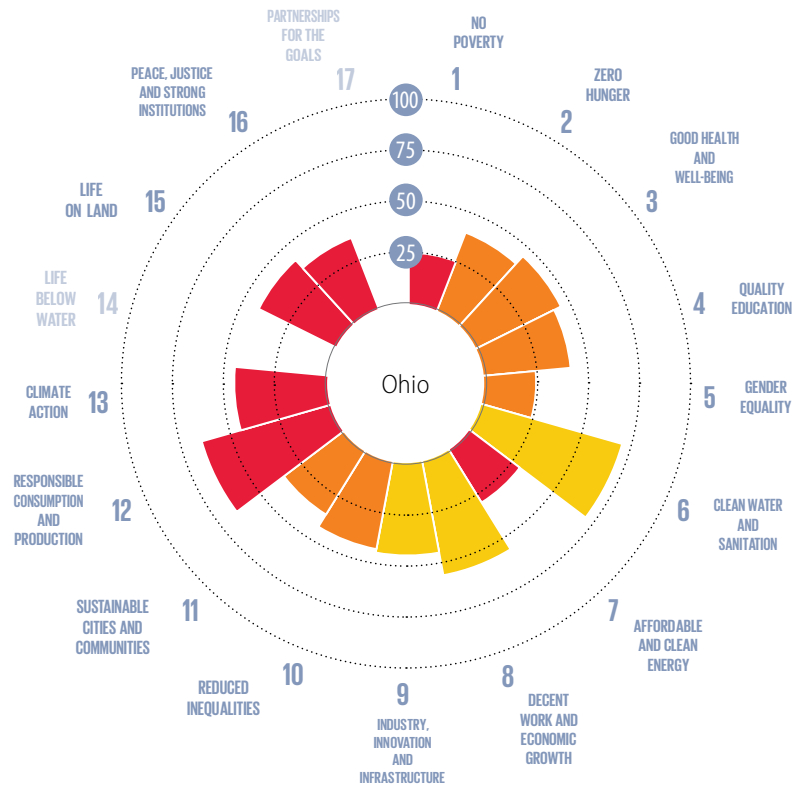 NO
POVERTY
1
ZERO
HUNGER
2
GOOD HEALTH
AND
WELL-BEING
3
QUALITY
EDUCATION
4
GENDER
EQUALITY
5
CLEAN WATER
AND
SANITATION
6
AFFORDABLE
AND CLEAN
ENERGY
7
DECENT
WORK AND
ECONOMIC
GROWTH
8
INDUSTRY,
INNOVATION
AND
INFRASTRUCTURE
9
REDUCED
INEQUALITIES
10
SUSTAINABLE
CITIES AND
COMMUNITIES
11
RESPONSIBLE
CONSUMPTION
AND
PRODUCTION
12
CLIMATE
ACTION
13
LIFE
BELOW
WATER
14
LIFE
ON LAND
15
PEACE, JUSTICE
AND STRONG
INSTITUTIONS
16
PARTNERSHIPS
FOR THE
GOALS
17
100
75
50
25
Ohio